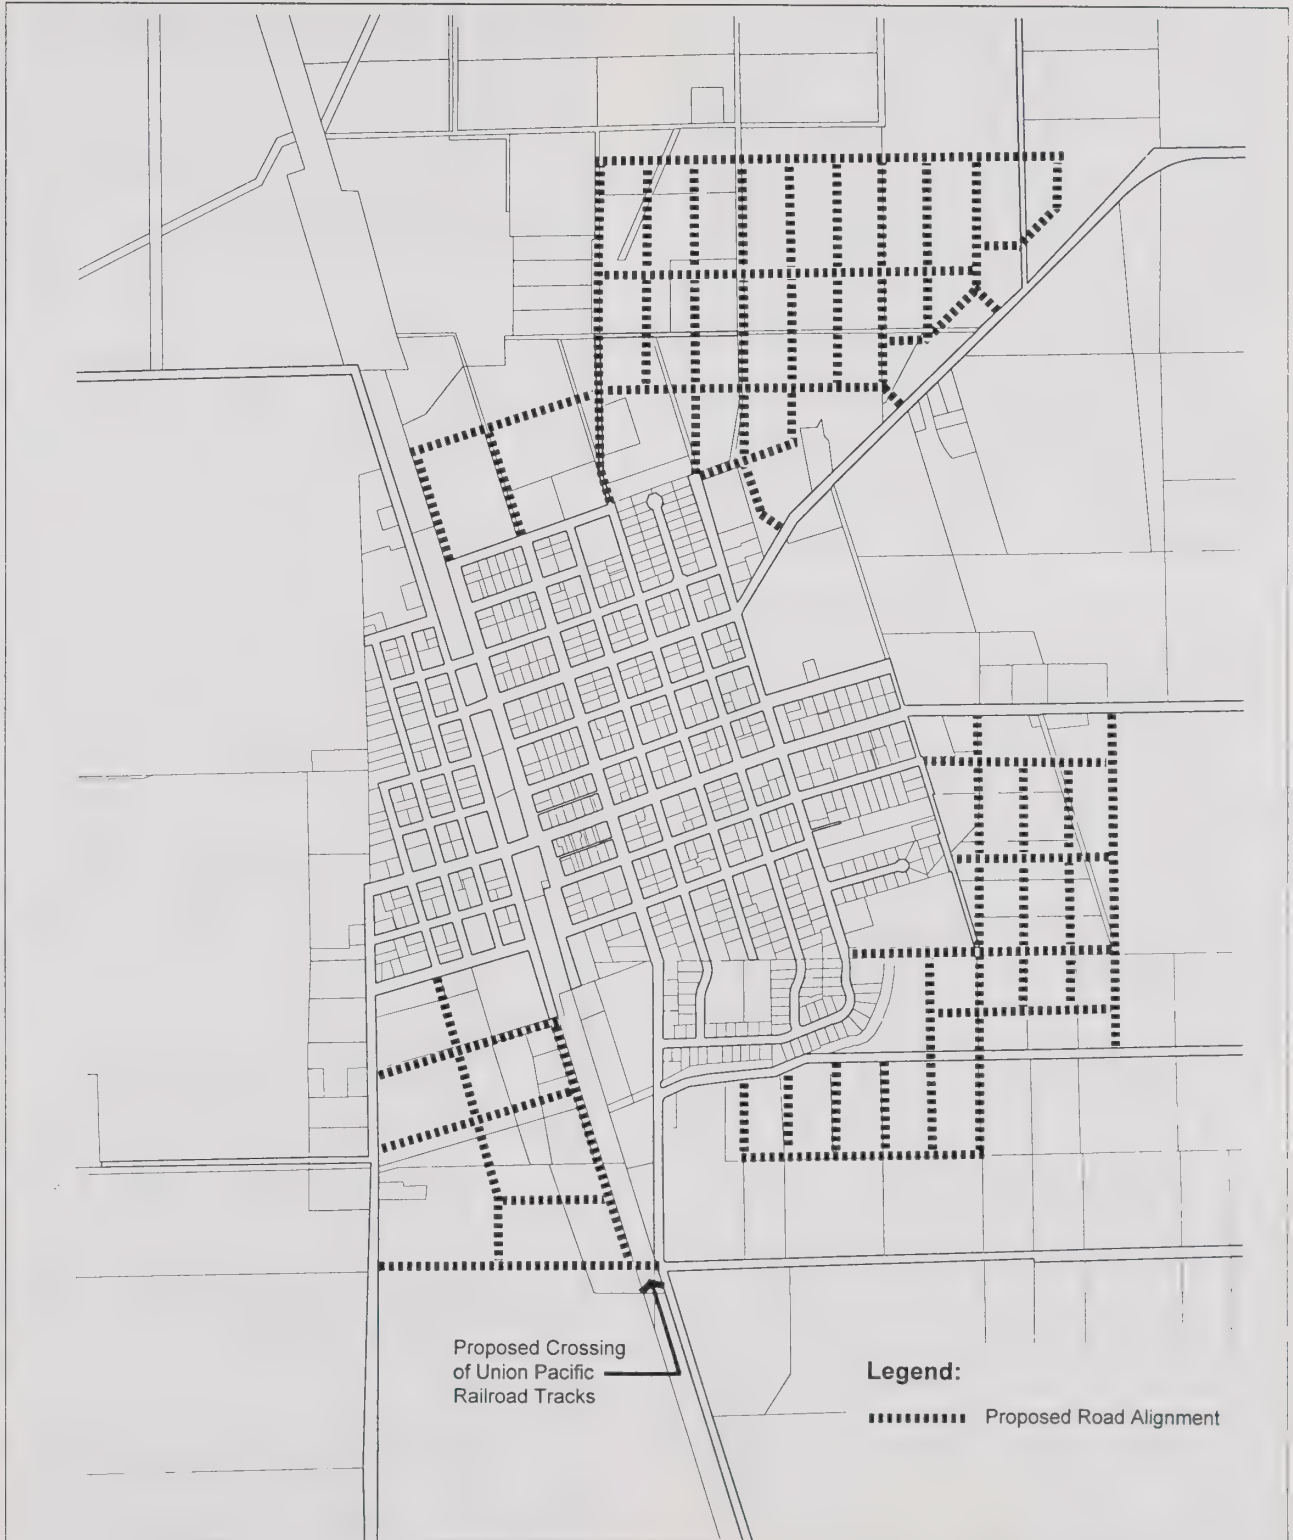 Proposed Crossing
of Union Pacific
Railroad Tracks
Legend:
Proposed Road Alignment